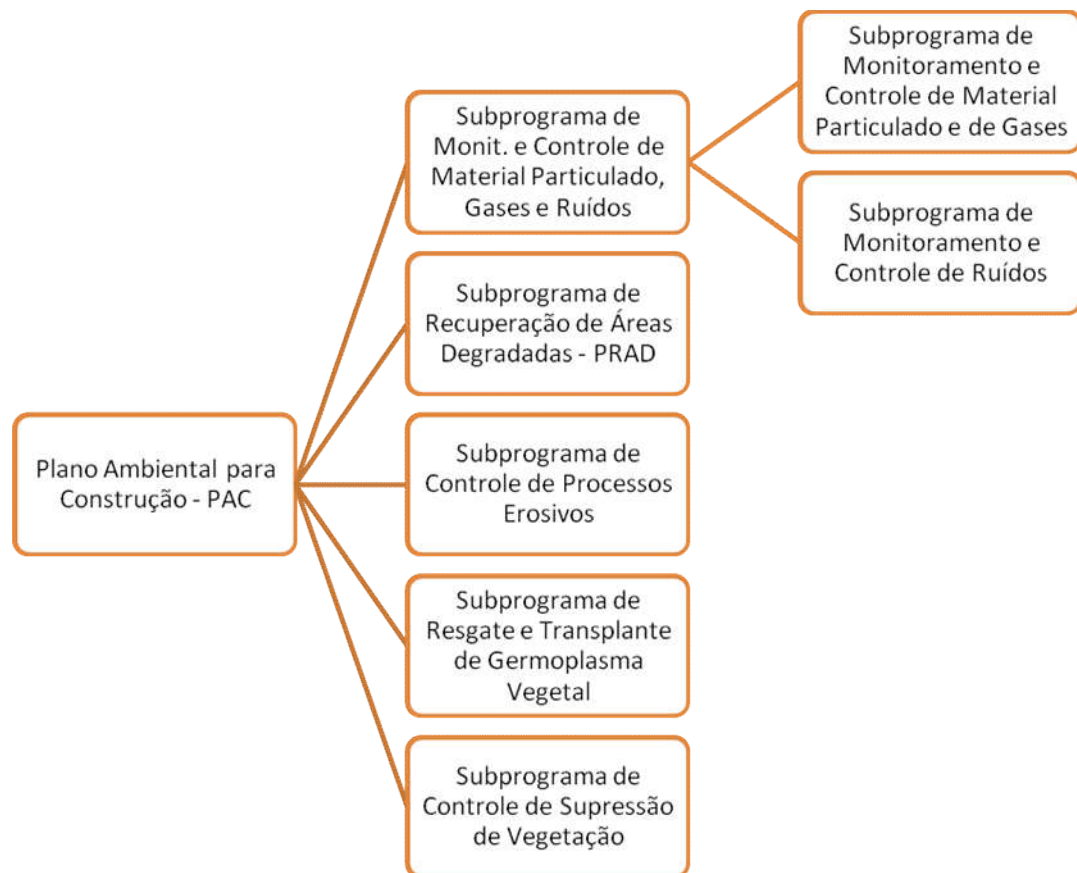 Plano Ambiental para
Construção - PAC
Subprograma de
Monit. e Controle de
Material Particulado,
Gases e Ruídos
Subprograma de
Recuperação de Áreas
Degradadas - PRAD
Subprograma de
Controle de Processos
Erosivos
Subprograma de
Resgate e Transplante
de Germoplasma
Vegetal
Subprograma de
Controle de Supressão
de Vegetação
Subprograma de
Monitoramento e
Controle de Material
Particulado e de Gases
Subprograma de
Monitoramento e
Controle de Ruídos